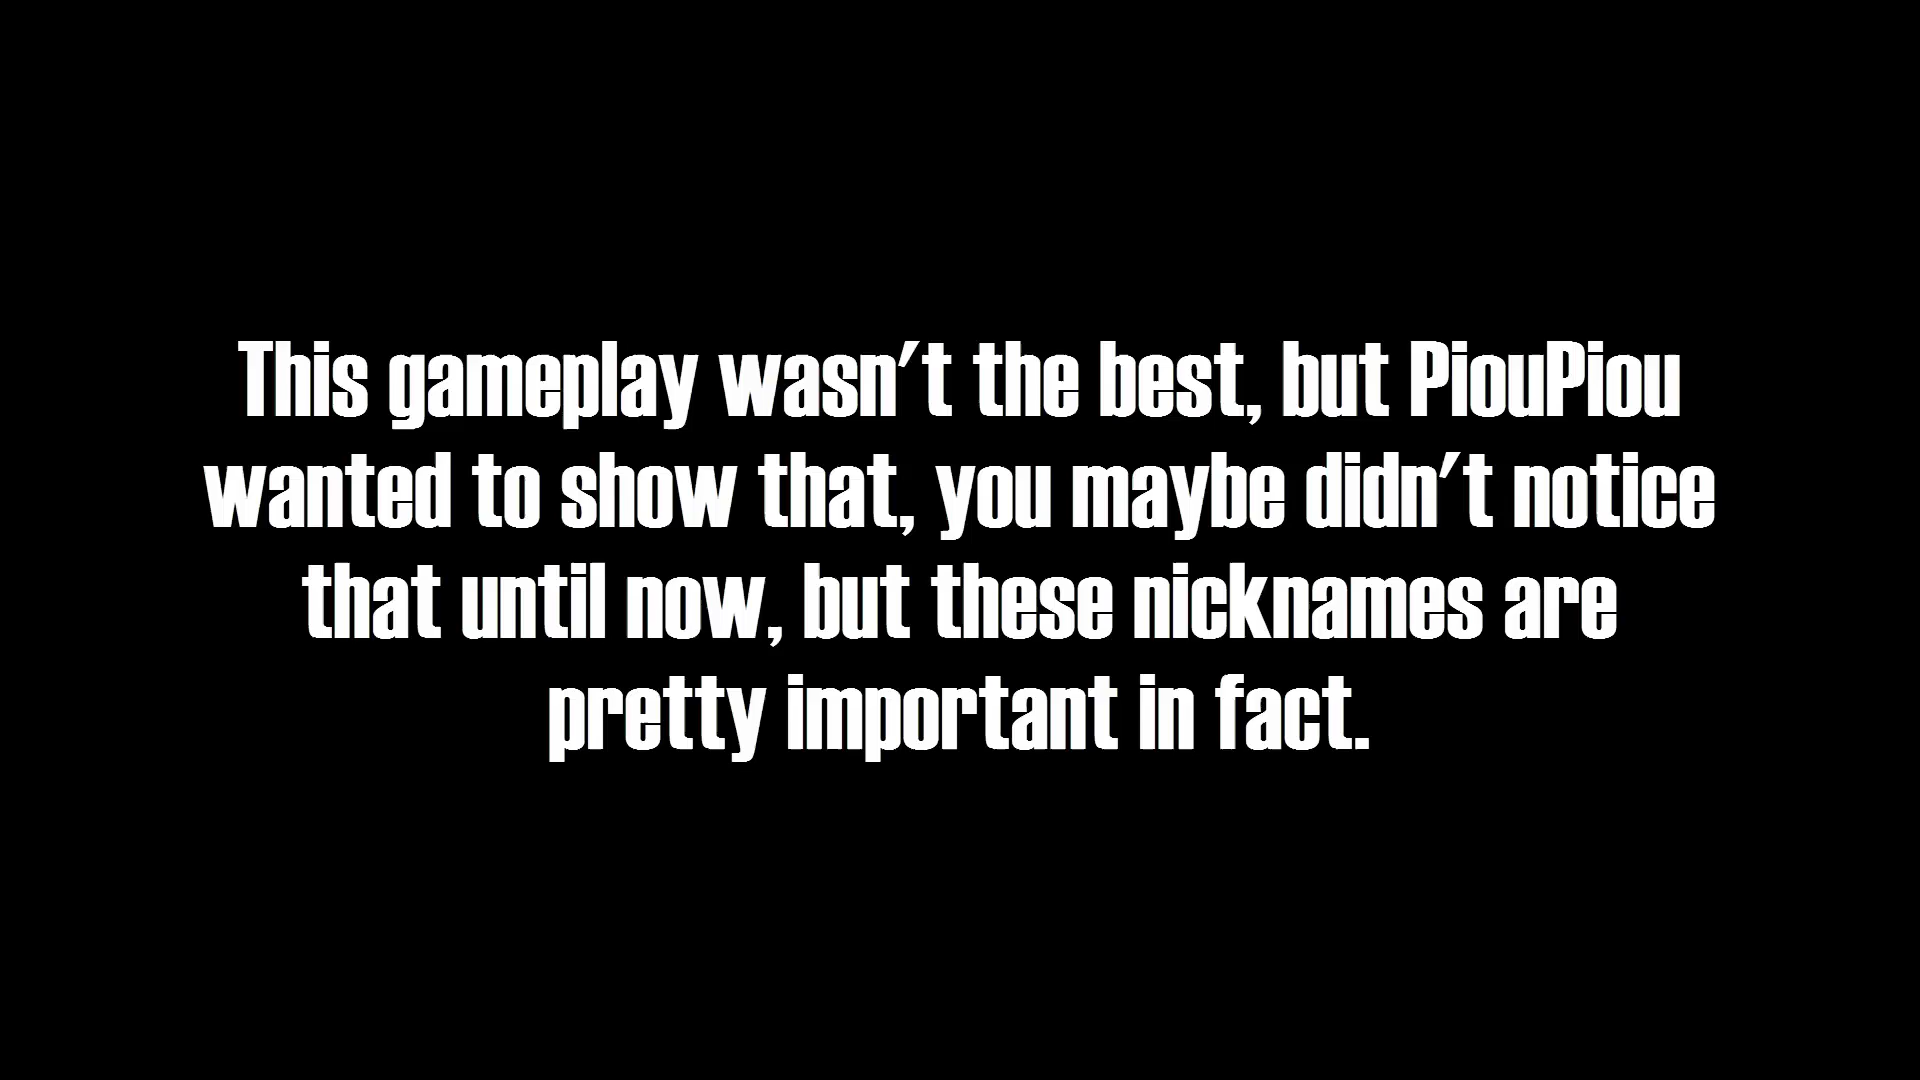 This gameplay wasn't the best, but PiouPiou
wanted to show that, you maybe didn't notice
that until now, but these nicknames are
pretty important in fact.